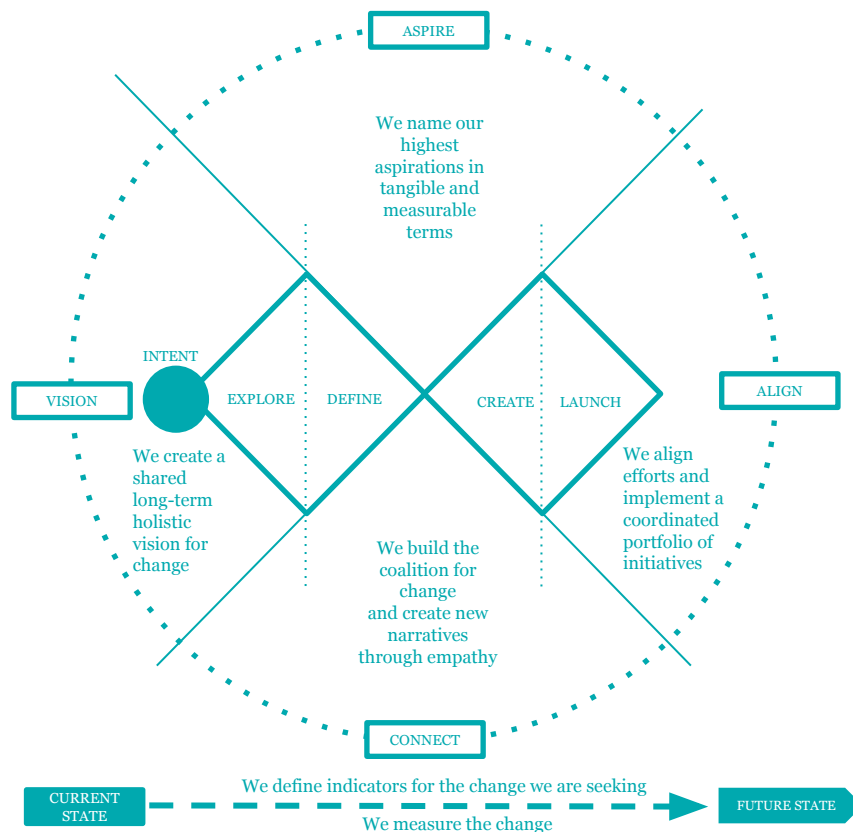 ASPIRE
We name our
highest
aspirations in
tangible and
measurable
terms
INTENT
VISION
EXPLORE
DEFINE
CREATE
LAUNCH
ALIGN
We create a
shared
long-term
holistic
vision for
change
We align
efforts and
implement a
coordinated
portfolio of
initiatives
We build the
coalition for
change
and create new
narratives
through empathy
CONNECT
We define indicators for the change we are seeking
CURRENT
STATE
FUTURE STATE
We measure the change